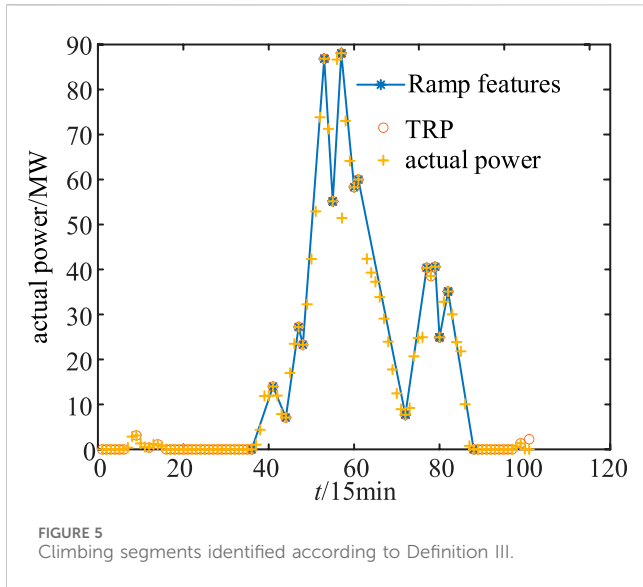 90
80
70
60
50
40
30
20
10
0
actual power/MW
Ramp features
TRP
actual power
0 20 40 60 80 100 120
t/15min
FIGURE 5
Climbing segments identified according to Definition III.